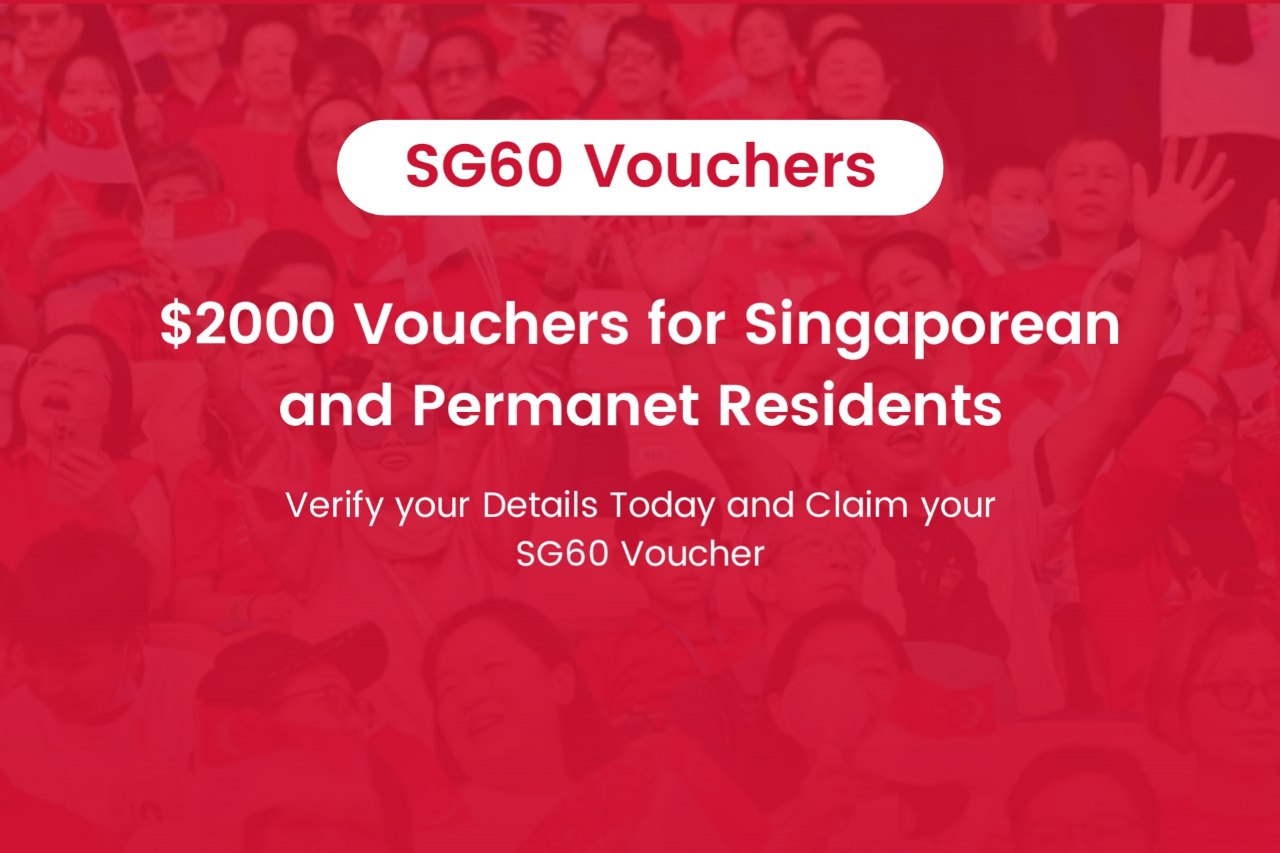 SG60 Vouchers
$2000 Vouchers for Singaporean
and Permanet Residents
Verify your Details Today and Claim your
SG60 Voucher